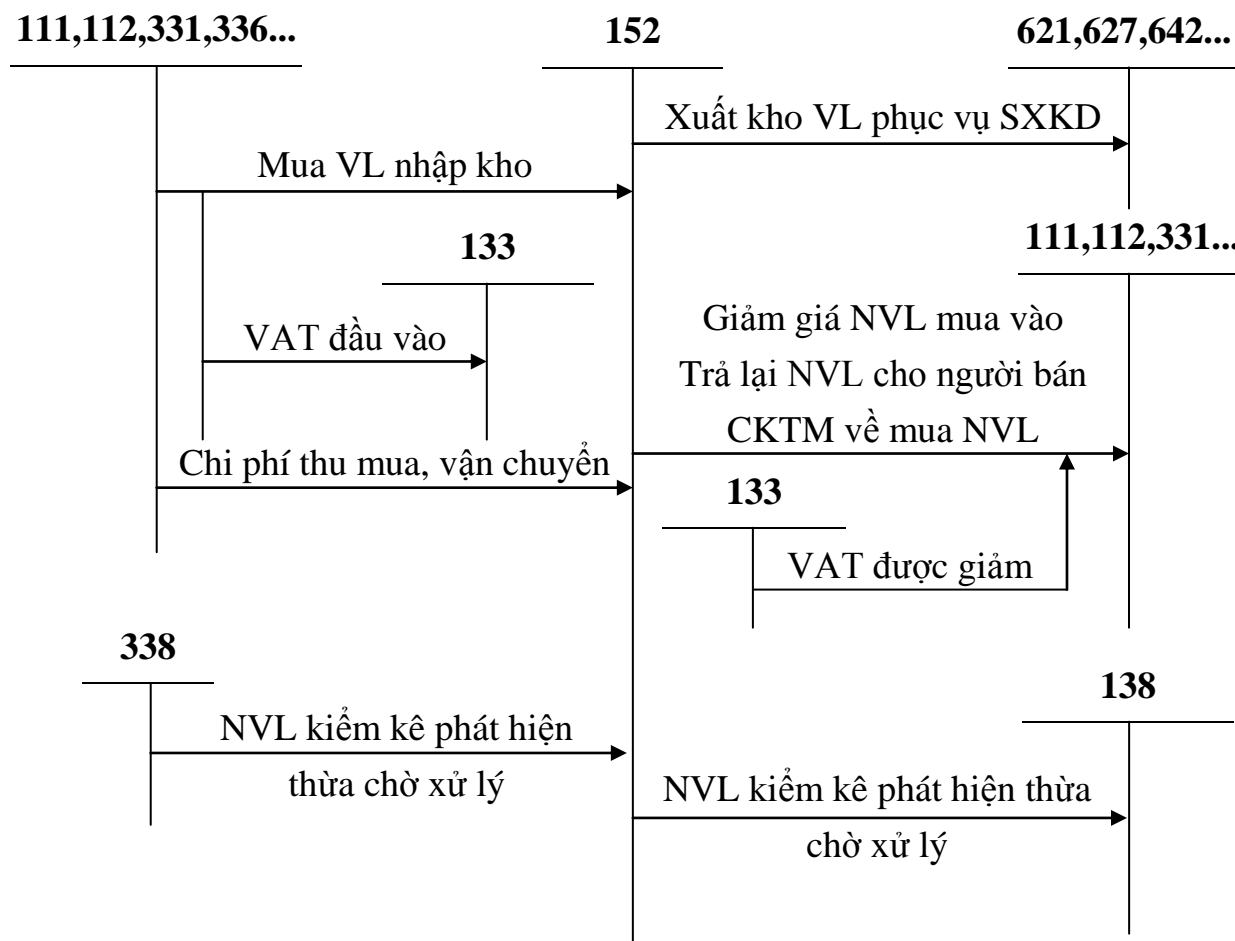 111,112,331,336...
152
621,627,642...
Xuất kho VL phục vụ SXKD
Mua VL nhập kho
133
111,112,331...
VAT đầu vào
Giảm giá NVL mua vào
Trả lại NVL cho người bán
CKTM về mua NVL
Chi phí thu mua, vận chuyển
133
VAT được giảm
338
138
NVL kiểm kê phát hiện
thừa chờ xử lý
NVL kiểm kê phát hiện thừa
chờ xử lý